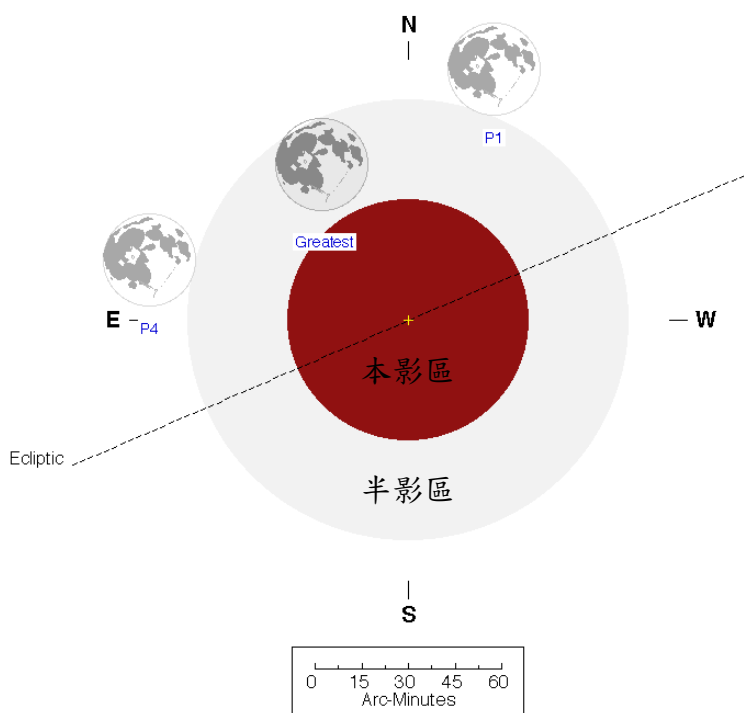 N
P1
Greatest
E
P4
W
本影區
Ecliptic
半影區
S
0 15 30 45 60
Arc-Minutes